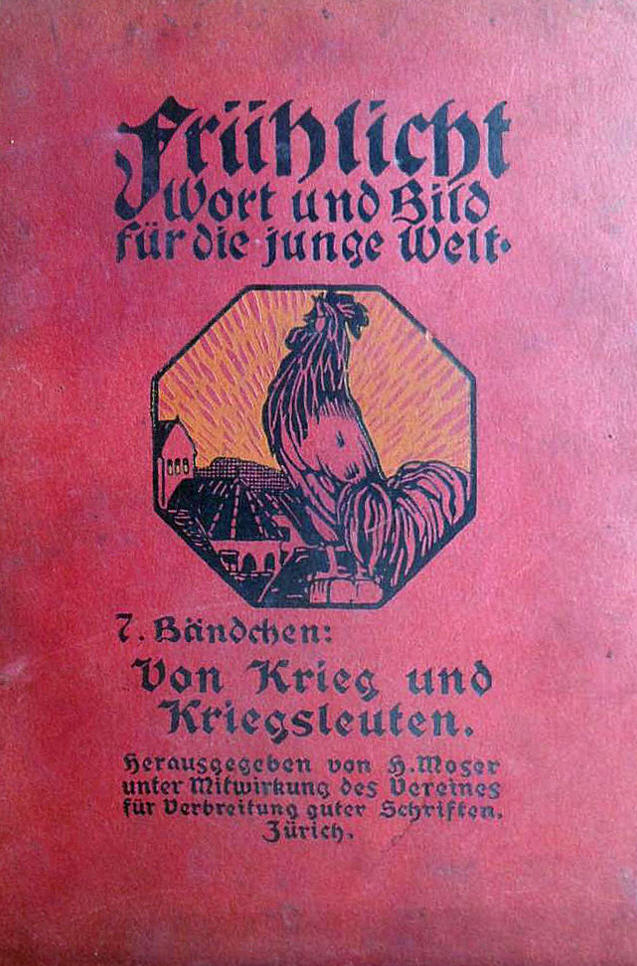 Frühlicht
Wort und Bild
für die junge Welt.
7. Bändchen:
Von Krieg und
Kriegsleuten.
Herausgegeben von H. Moser
unter Mitwirkung des Vereines
für Verbreitung guter Schriften.
Zürich.